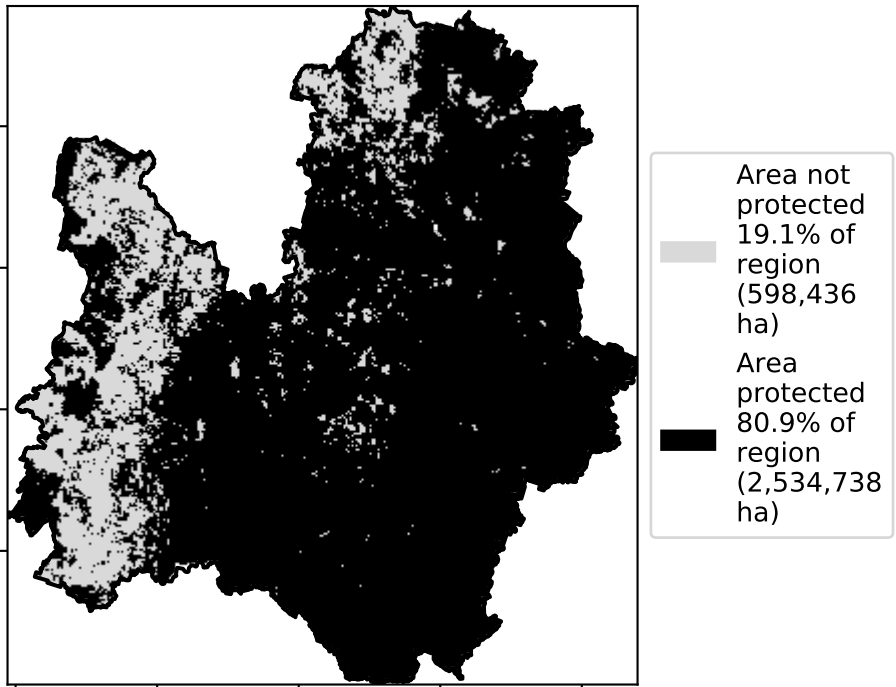 Area not
protected
19.1% of
region
(598,436
ha)
Area
protected
80.9% of
region
(2,534,738
ha)